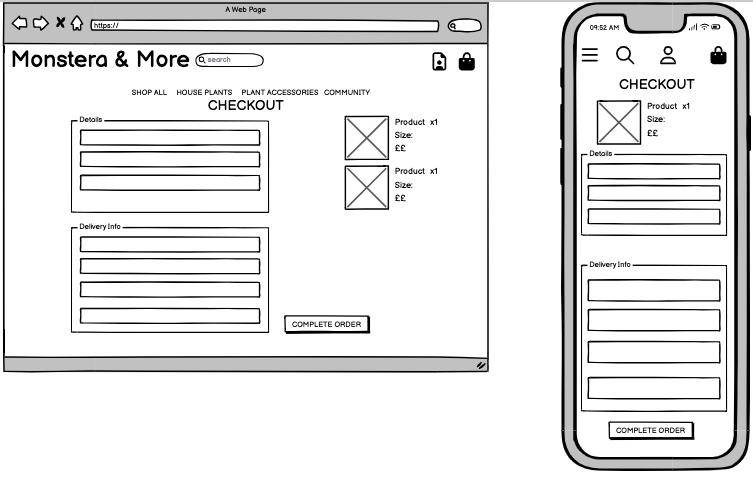 A Web Page
https://
Monstera & More
search
SHOP ALL HOUSE PLANTS PLANT ACCESSORIES COMMUNITY
CHECKOUT
Details
Product x1
Size:
££
Product x1
Size:
££
Delivery Info
COMPLETE ORDER
09:52 AM
CHECKOUT
Product x1
Size:
££
Details
Delivery Info
COMPLETE ORDER